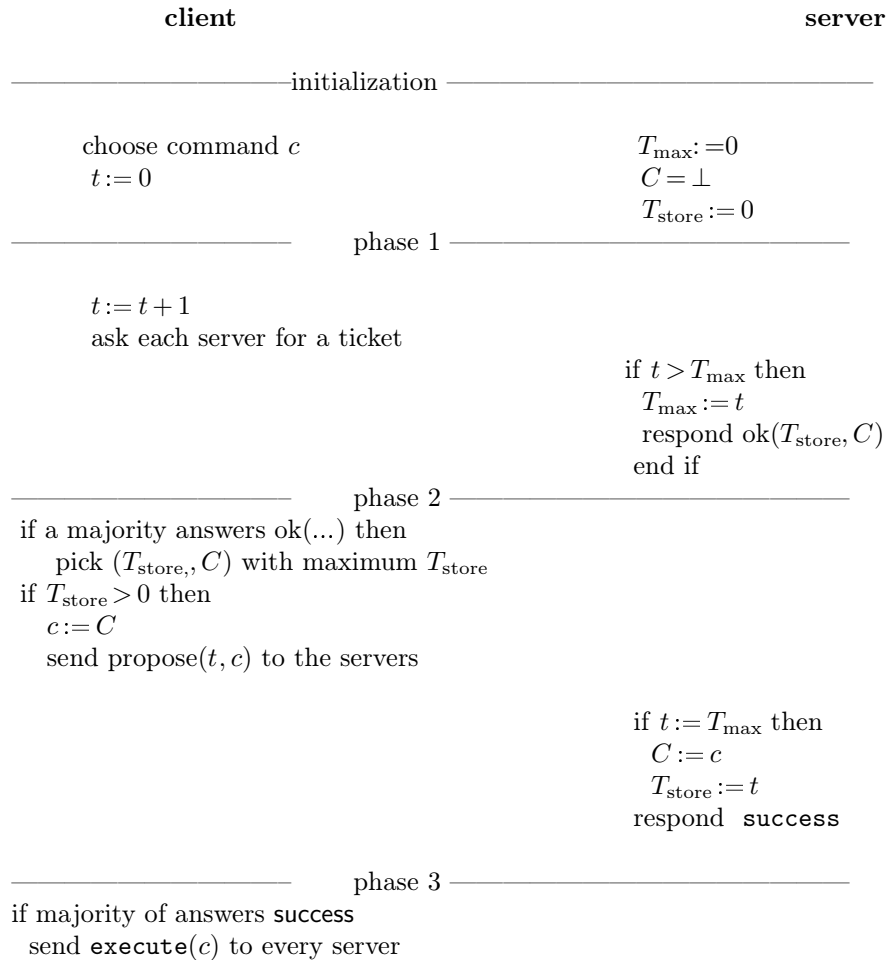 client server
initialization
choose command c T_max: =0
t := 0 C = ⊥
T_store := 0
phase 1
t := t + 1
ask each server for a ticket
if t > T_max then
T_max := t
respond ok(T_store, C)
end if
phase 2
if a majority answers ok(...) then
pick (T_store,, C) with maximum T_store
if T_store > 0 then
c := C
send propose(t, c) to the servers
if t := T_max then
C := c
T_store := t
respond success
phase 3
if majority of answers success
send execute(c) to every server